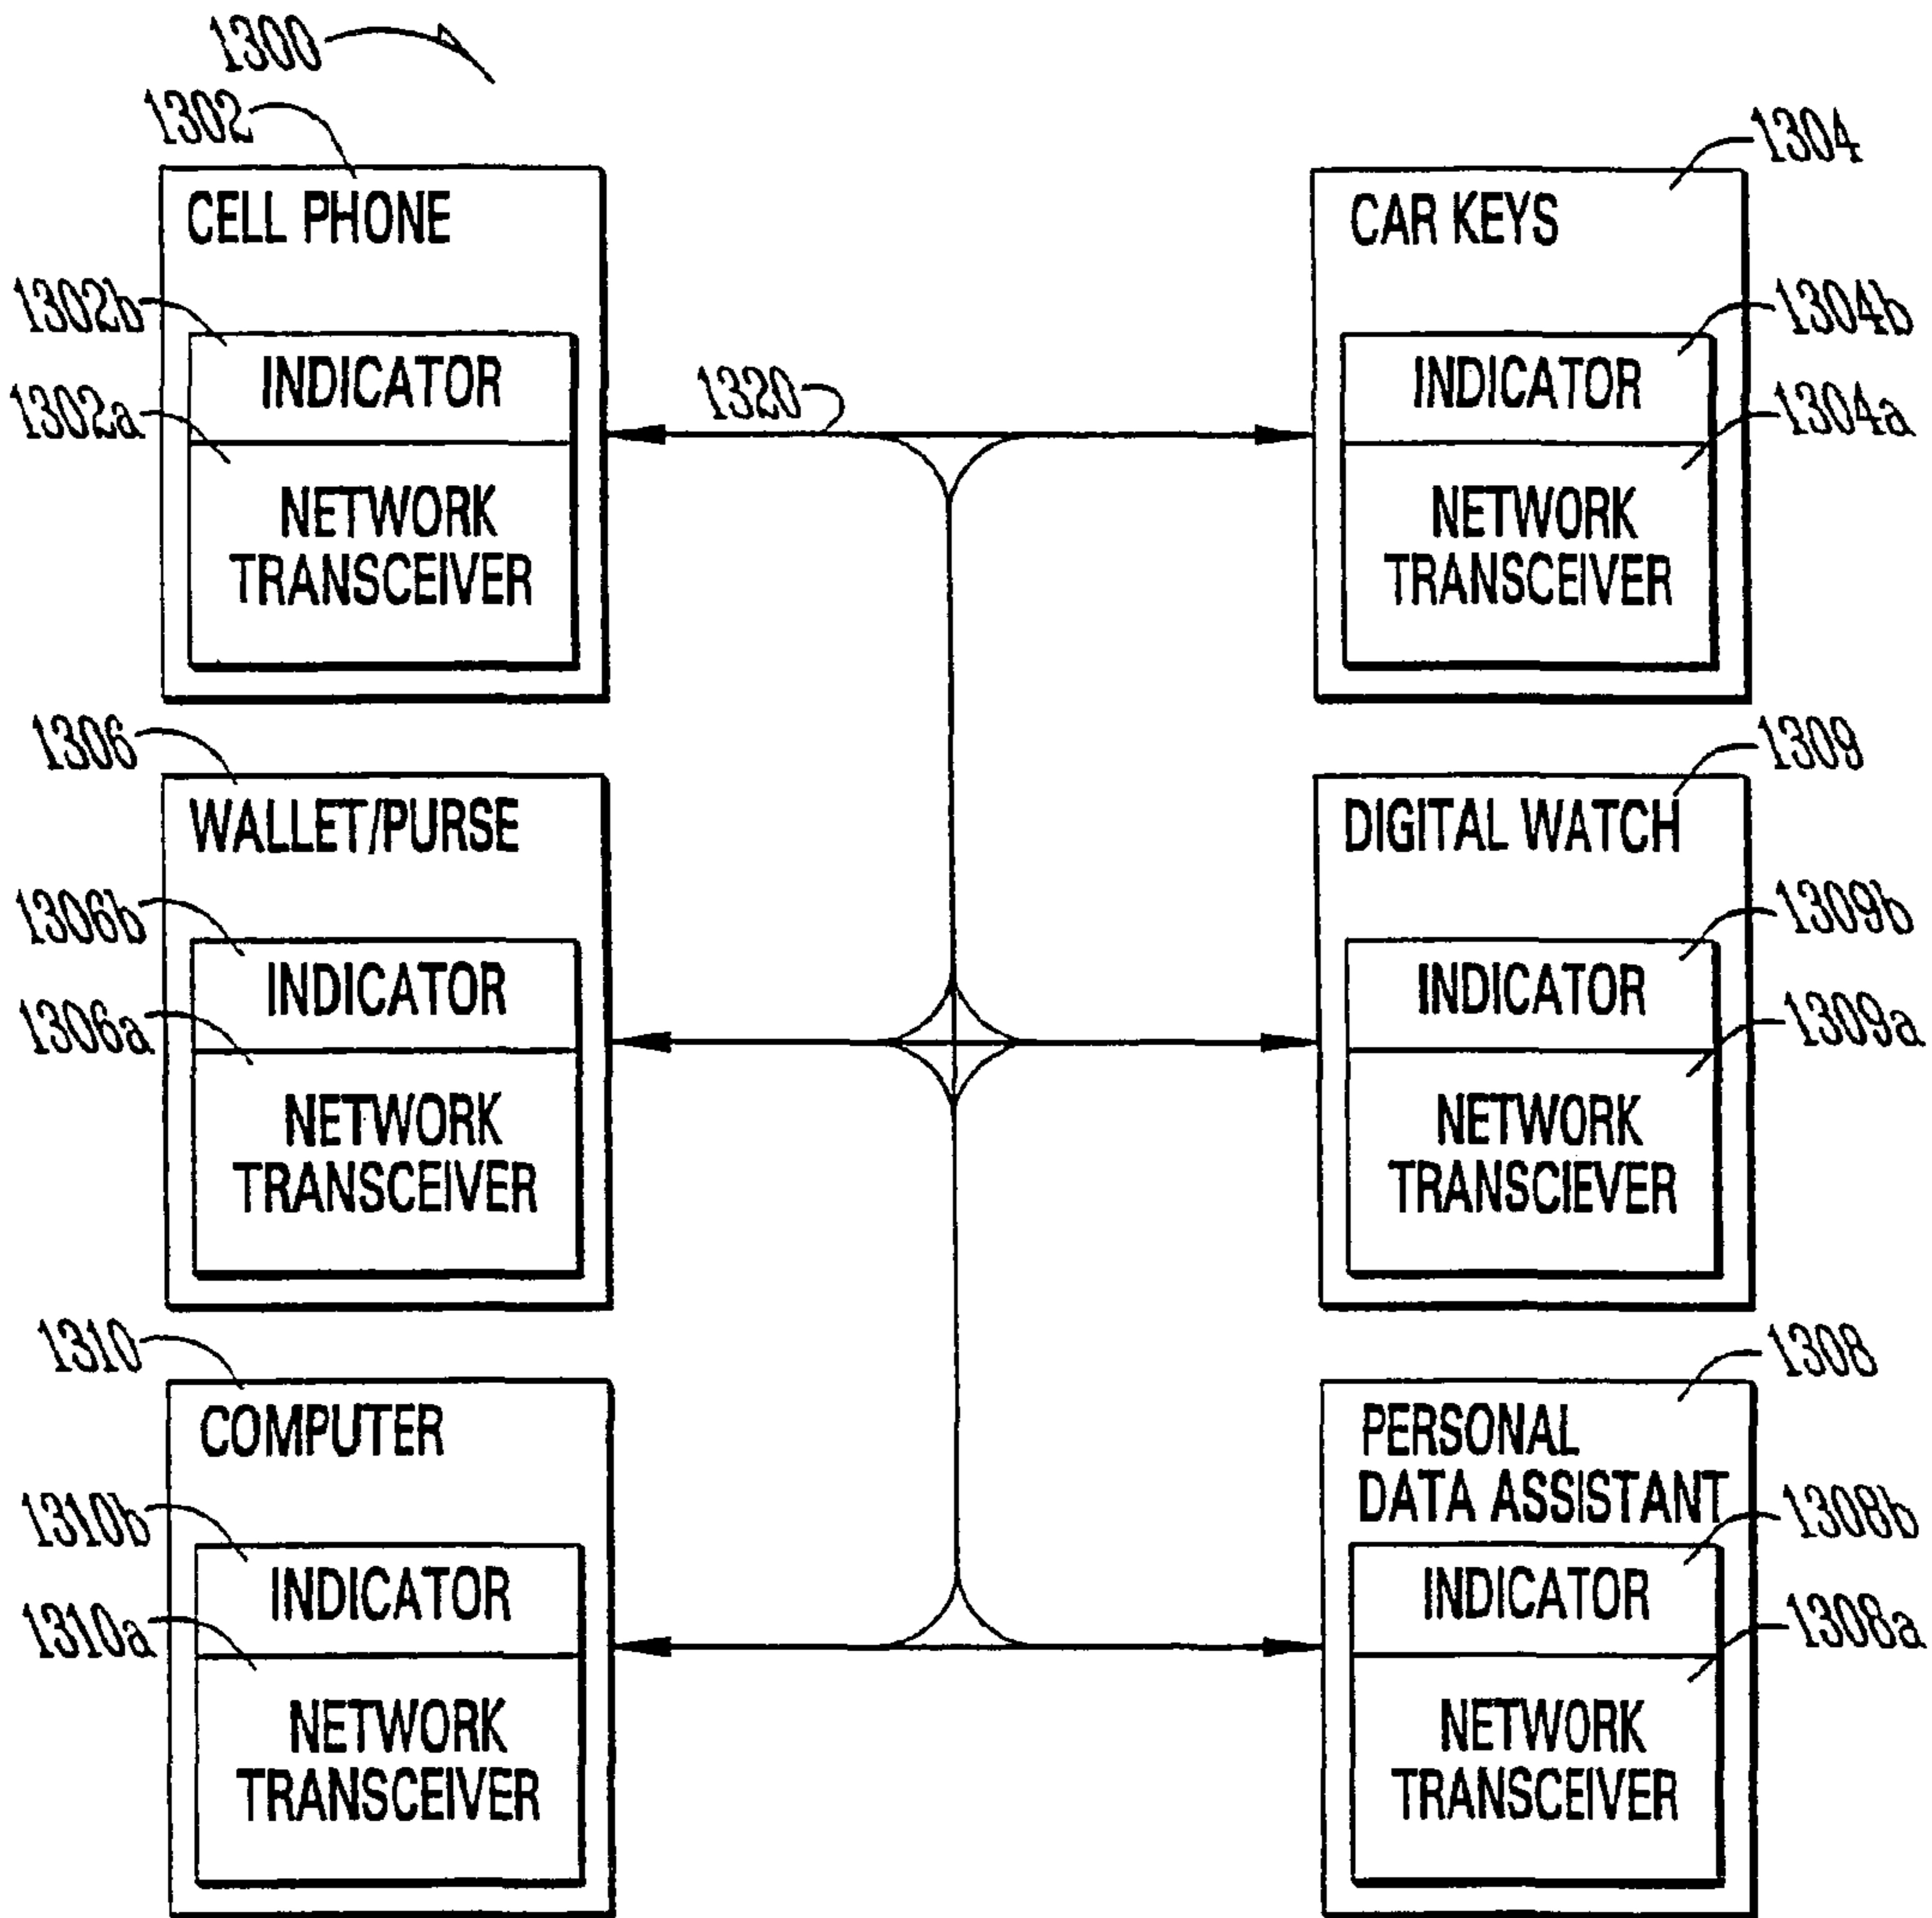 1300
1302
CELL PHONE
1302b
INDICATOR
1302a
NETWORK
TRANSCEIVER
1320
1304
CAR KEYS
1304b
INDICATOR
1304a
NETWORK
TRANSCEIVER
1306
WALLET/PURSE
1306b
INDICATOR
1306a
NETWORK
TRANSCEIVER
1309
DIGITAL WATCH
1309b
INDICATOR
1309a
NETWORK
TRANSCIEVER
1310
COMPUTER
1310b
INDICATOR
1310a
NETWORK
TRANSCEIVER
1308
PERSONAL
DATA ASSISTANT
1308b
INDICATOR
1308a
NETWORK
TRANSCEIVER